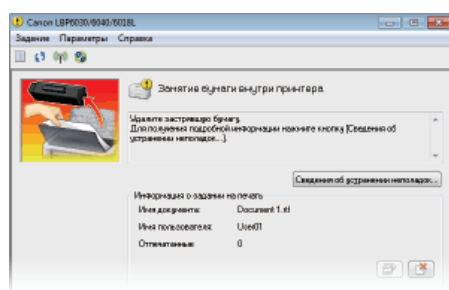 Canon LBP6030/6040/6018L
Задание Параметры Справка
Замятие бумаги внутри принтера.
Удалите застрявшую бумагу.
Для получения подробной информации нажмите кнопку [Сведения об
устранении неполадок...].
Сведения об устранении неполадок...
Информация о задании на печать
Имя документа: Document 1.rtf
Имя пользователя: User01
Отпечатанные: 0